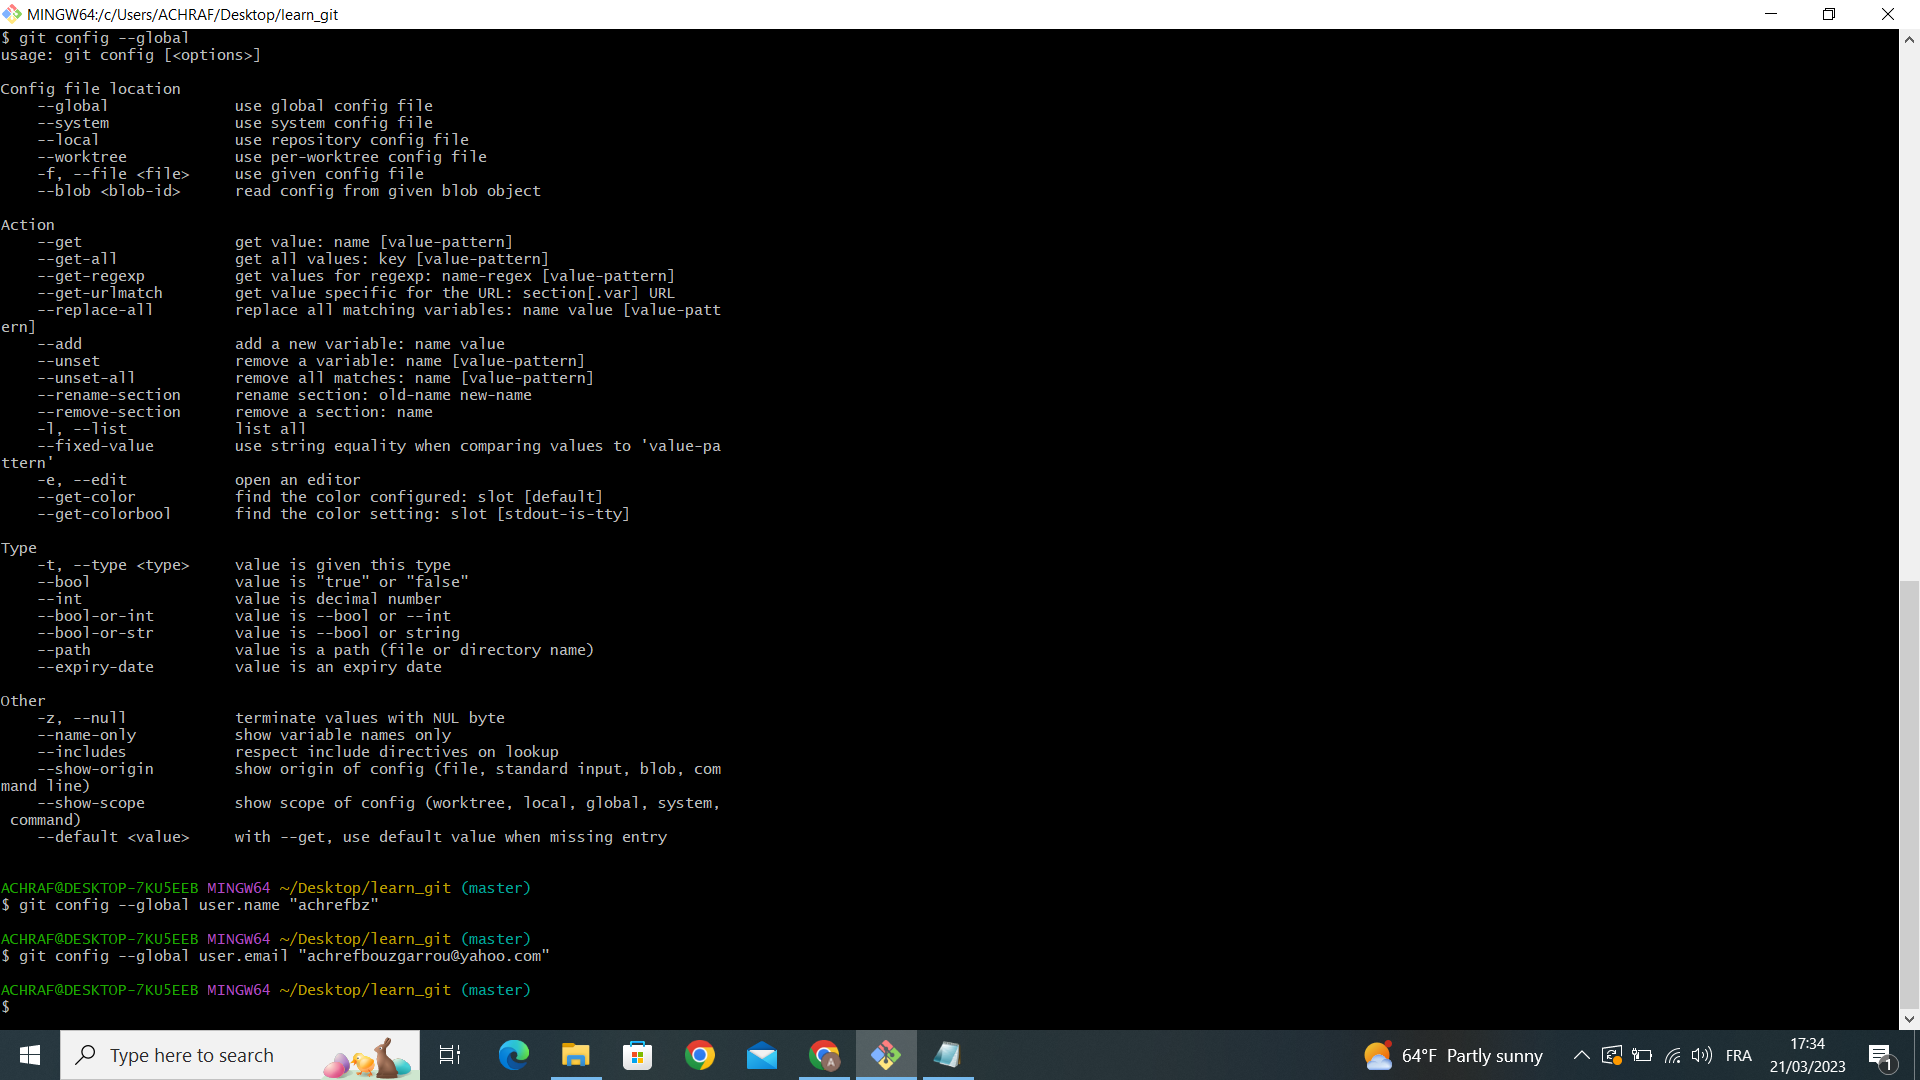 MINGW64:/c/Users/ACHRAF/Desktop/learn_git
$ git config --global
usage: git config [<options>]
Config file location
    --global              use global config file
    --system              use system config file
    --local               use repository config file
    --worktree            use per-worktree config file
    -f, --file <file>     use given config file
    --blob <blob-id>      read config from given blob object
Action
    --get                 get value: name [value-pattern]
    --get-all             get all values: key [value-pattern]
    --get-regexp          get values for regexp: name-regex [value-pattern]
    --get-urlmatch        get value specific for the URL: section[.var] URL
    --replace-all         replace all matching variables: name value [value-patt
ern]
    --add                 add a new variable: name value
    --unset               remove a variable: name [value-pattern]
    --unset-all           remove all matches: name [value-pattern]
    --rename-section      rename section: old-name new-name
    --remove-section      remove a section: name
    -l, --list            list all
    --fixed-value         use string equality when comparing values to 'value-pa
ttern'
    -e, --edit            open an editor
    --get-color           find the color configured: slot [default]
    --get-colorbool       find the color setting: slot [stdout-is-tty]
Type
    -t, --type <type>     value is given this type
    --bool                value is "true" or "false"
    --int                 value is decimal number
    --bool-or-int         value is --bool or --int
    --bool-or-str         value is --bool or string
    --path                value is a path (file or directory name)
    --expiry-date         value is an expiry date
Other
    -z, --null            terminate values with NUL byte
    --name-only           show variable names only
    --includes            respect include directives on lookup
    --show-origin         show origin of config (file, standard input, blob, com
mand line)
    --show-scope          show scope of config (worktree, local, global, system,
 command)
    --default <value>     with --get, use default value when missing entry
ACHRAF@DESKTOP-7KU5EEB MINGW64 ~/Desktop/learn_git (master)
$ git config --global user.name "achrefbz"
ACHRAF@DESKTOP-7KU5EEB MINGW64 ~/Desktop/learn_git (master)
$ git config --global user.email "achrefbouzgarrou@yahoo.com"
ACHRAF@DESKTOP-7KU5EEB MINGW64 ~/Desktop/learn_git (master)
$
Type here to search
A
64°F Partly sunny
FRA
17:34
21/03/2023
1